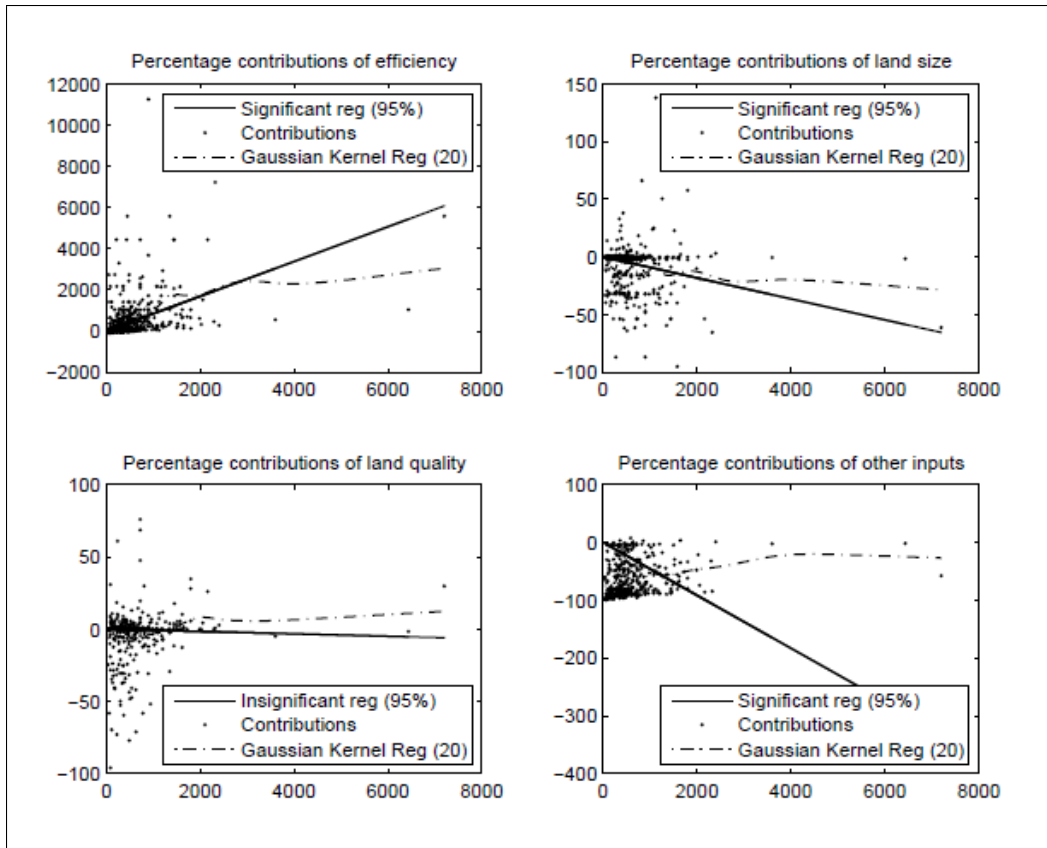 Percentage contributions of efficiency
12000
10000
8000
6000
4000
2000
0
−2000
0 2000 4000 6000 8000
Significant reg (95%)
Contributions
Gaussian Kernel Reg (20)
Percentage contributions of land size
150
100
50
0
−50
−100
0 2000 4000 6000 8000
Significant reg (95%)
Contributions
Gaussian Kernel Reg (20)
Percentage contributions of land quality
100
50
0
−50
−100
0 2000 4000 6000 8000
Insignificant reg (95%)
Contributions
Gaussian Kernel Reg (20)
Percentage contributions of other inputs
100
0
−100
−200
−300
−400
0 2000 4000 6000 8000
Significant reg (95%)
Contributions
Gaussian Kernel Reg (20)